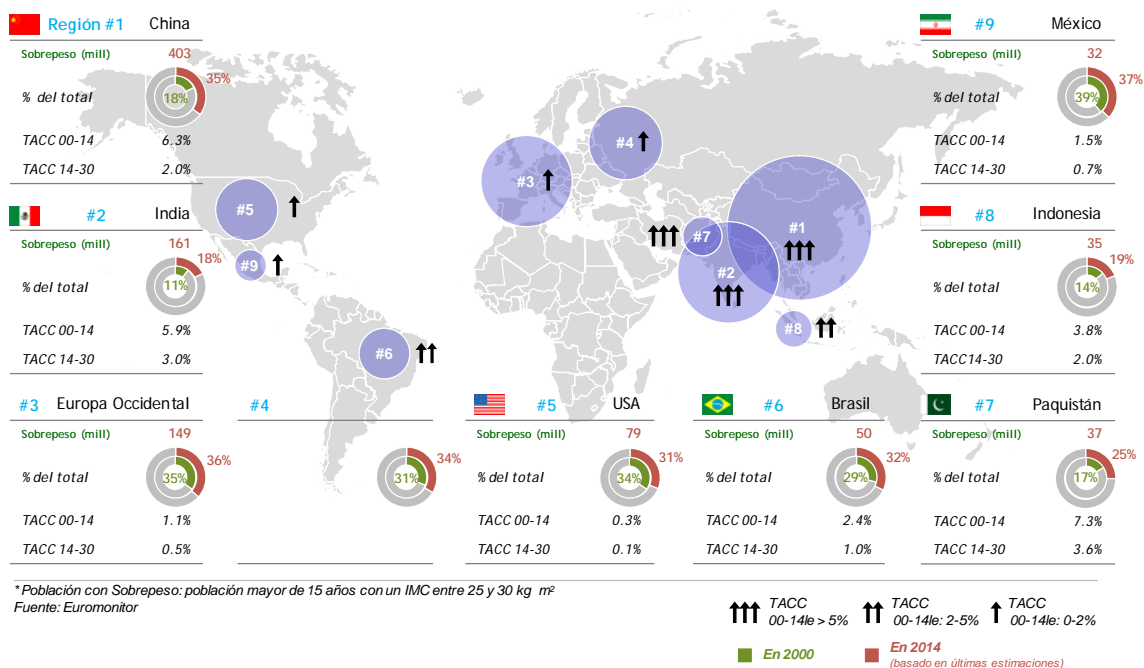 Región #1 China
Sobrepeso (mill) 403
35%
% del total 18%
TACC 00-14 6.3%
TACC 14-30 2.0%
#2 India
Sobrepeso (mill) 161
18%
% del total 11%
TACC 00-14 5.9%
TACC 14-30 3.0%
#9 México
Sobrepeso (mill) 32
37%
% del total 39%
TACC 00-14 1.5%
TACC 14-30 0.7%
#8 Indonesia
Sobrepeso (mill) 35
19%
% del total 14%
TACC 00-14 3.8%
TACC14-30 2.0%
#4
#3
#5
#1
#7
#9
#2
#8
#6
#3 Europa Occidental
Sobrepeso (mill) 149
36%
% del total 35%
TACC 00-14 1.1%
TACC 14-30 0.5%
#4
34%
31%
#5 USA
Sobrepeso (mill) 79
31%
% del total 34%
TACC 00-14 0.3%
TACC 14-30 0.1%
#6 Brasil
Sobrepeso (mill) 50
32%
% del total 29%
TACC 00-14 2.4%
TACC 14-30 1.0%
#7 Paquistán
Sobrepeso (mill) 37
25%
% del total 17%
TACC 00-14 7.3%
TACC 14-30 3.6%
* Población con Sobrepeso: población mayor de 15 años con un IMC entre 25 y 30 kg m²
Fuente: Euromonitor
TACC
00-14le > 5%
TACC
00-14le: 2-5%
TACC
00-14le: 0-2%
En 2000
En 2014
(basado en últimas estimaciones)